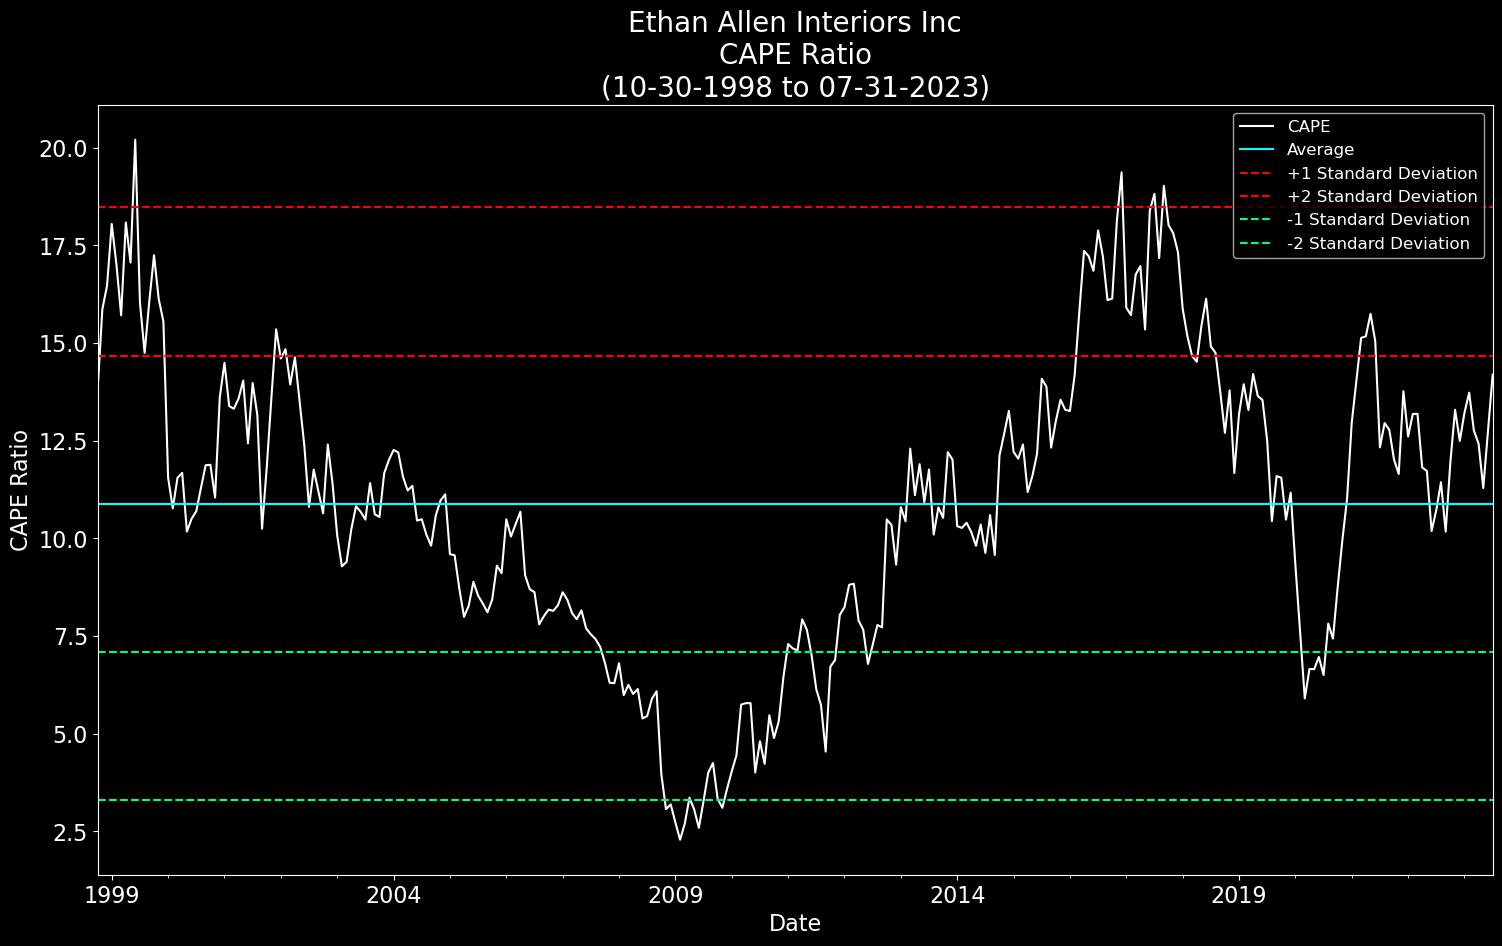 Ethan Allen Interiors Inc
CAPE Ratio
(10-30-1998 to 07-31-2023)
CAPE
Average
+1 Standard Deviation
+2 Standard Deviation
-1 Standard Deviation
-2 Standard Deviation
CAPE Ratio
20.0
17.5
15.0
12.5
10.0
7.5
5.0
2.5
1999
2004
2009
2014
2019
Date